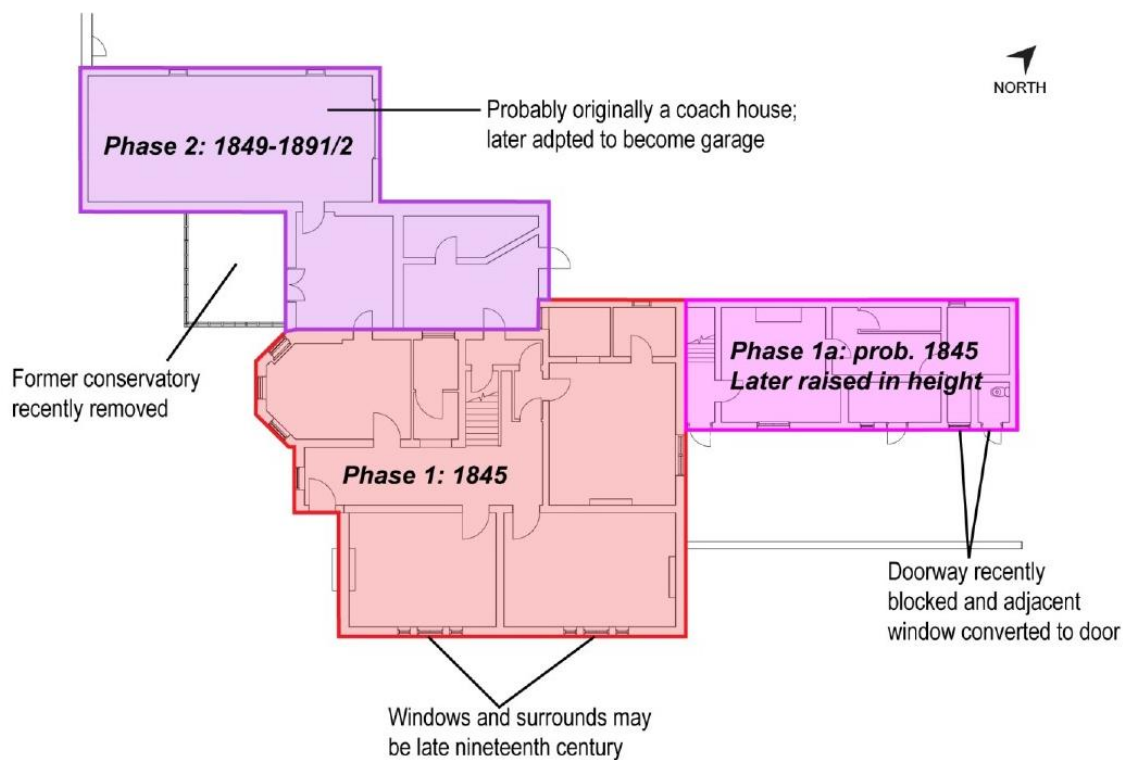 NORTH
Probably originally a coach house;
later adpted to become garage
Phase 2: 1849-1891/2
Phase 1a: prob. 1845
Later raised in height
Former conservatory
recently removed
Phase 1: 1845
Doorway recently
blocked and adjacent
window converted to door
Windows and surrounds may
be late nineteenth century